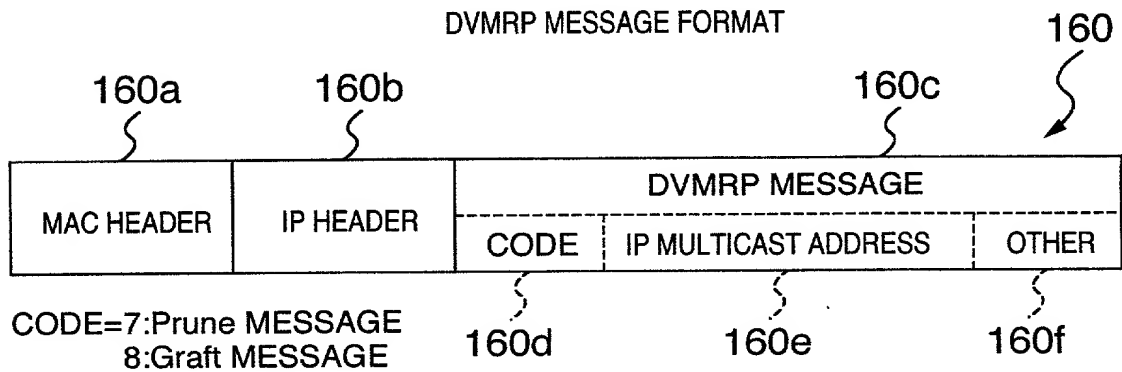 DVMRP MESSAGE FORMAT
160
160a 160b 160c
MAC HEADER IP HEADER DVMRP MESSAGE
CODE IP MULTICAST ADDRESS OTHER
CODE=7:Prune MESSAGE
8:Graft MESSAGE
160d 160e 160f